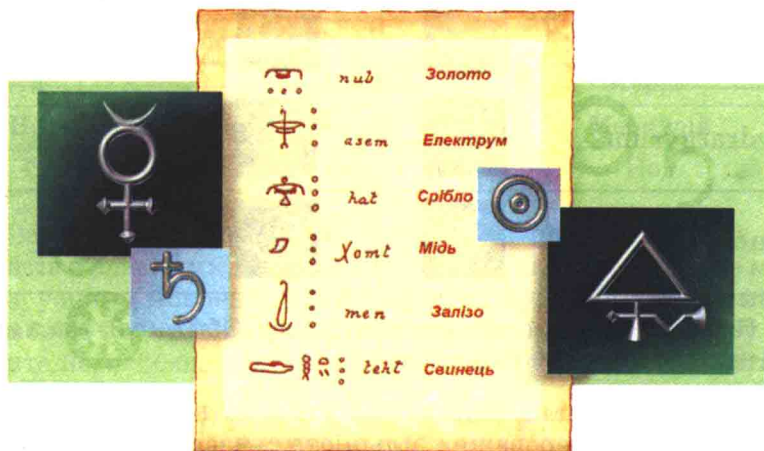 nub Золото
asem Електрум
hat Срібло
Xomt Мідь
men Залізо
teht Свинець